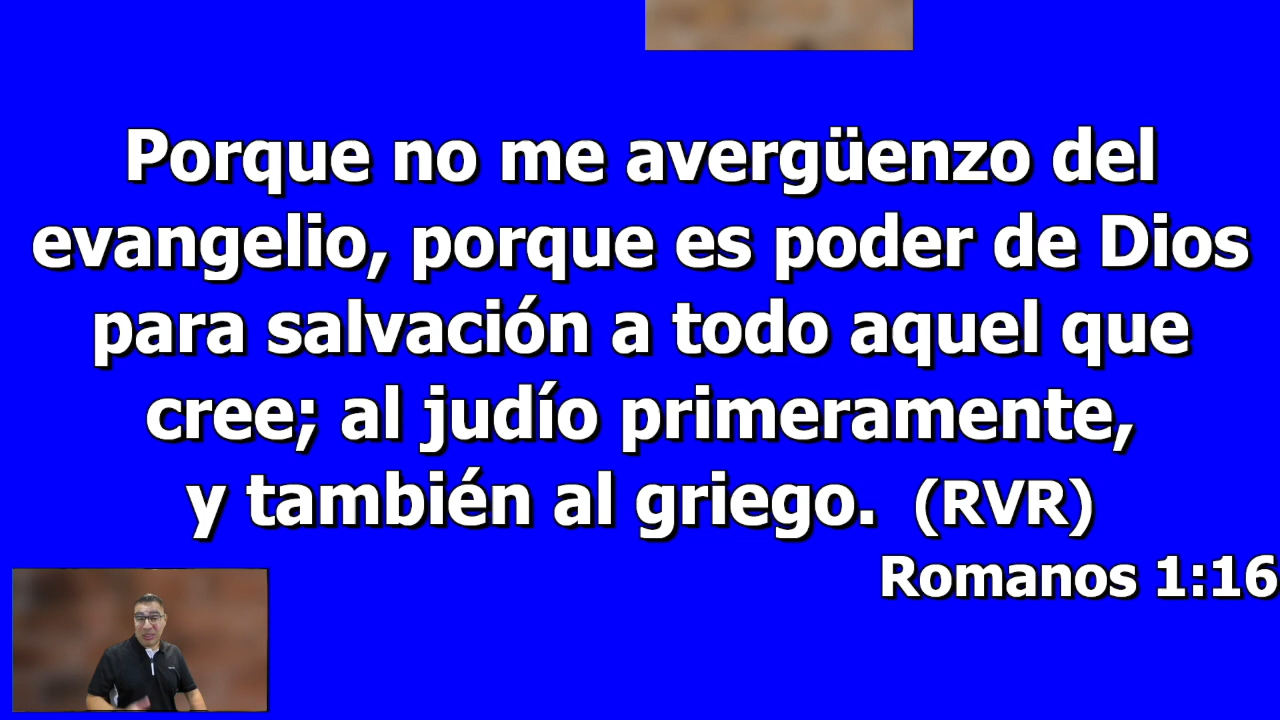 Porque no me avergüenzo del
evangelio, porque es poder de Dios
para salvación a todo aquel que
cree; al judío primeramente,
y también al griego. (RVR)
Romanos 1:16